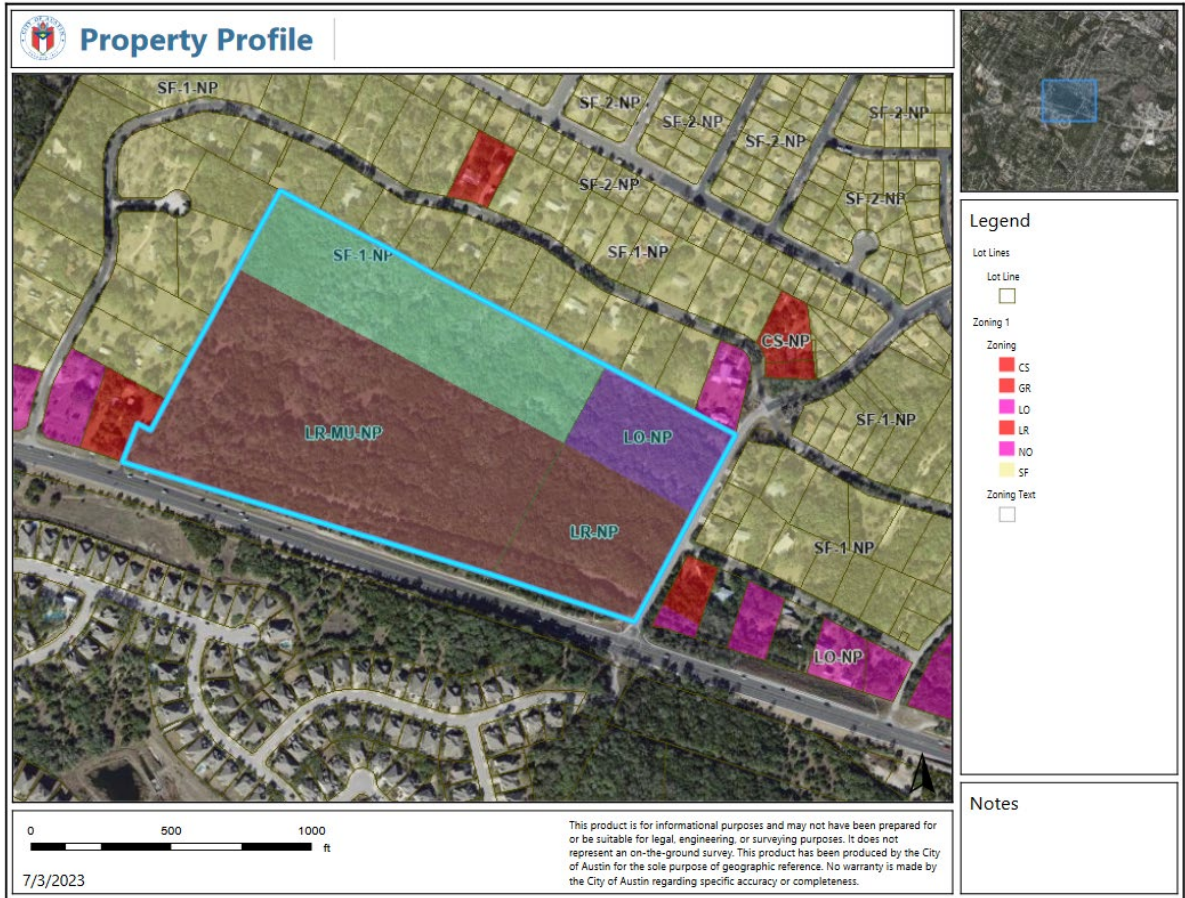 Property Profile
SF-1-NP
SF-2-NP
SF-2-NP
SF-2-NP
SF-2-NP
SF-2-NP
SF-2-NP
SF-1-NP
SF-1-NP
CS-NP
SF-1-NP
LR-MU-NP
LO-NP
LR-NP
SF-1-NP
LO-NP
Legend
Lot Lines
Lot Line
Zoning 1
Zoning
CS
GR
LO
LR
NO
SF
Zoning Text
Notes
0 500 1000
ft
7/3/2023
This product is for informational purposes and may not have been prepared for
or be suitable for legal, engineering, or surveying purposes. It does not
represent an on-the-ground survey. This product has been produced by the City
of Austin for the sole purpose of geographic reference. No warranty is made by
the City of Austin regarding specific accuracy or completeness.